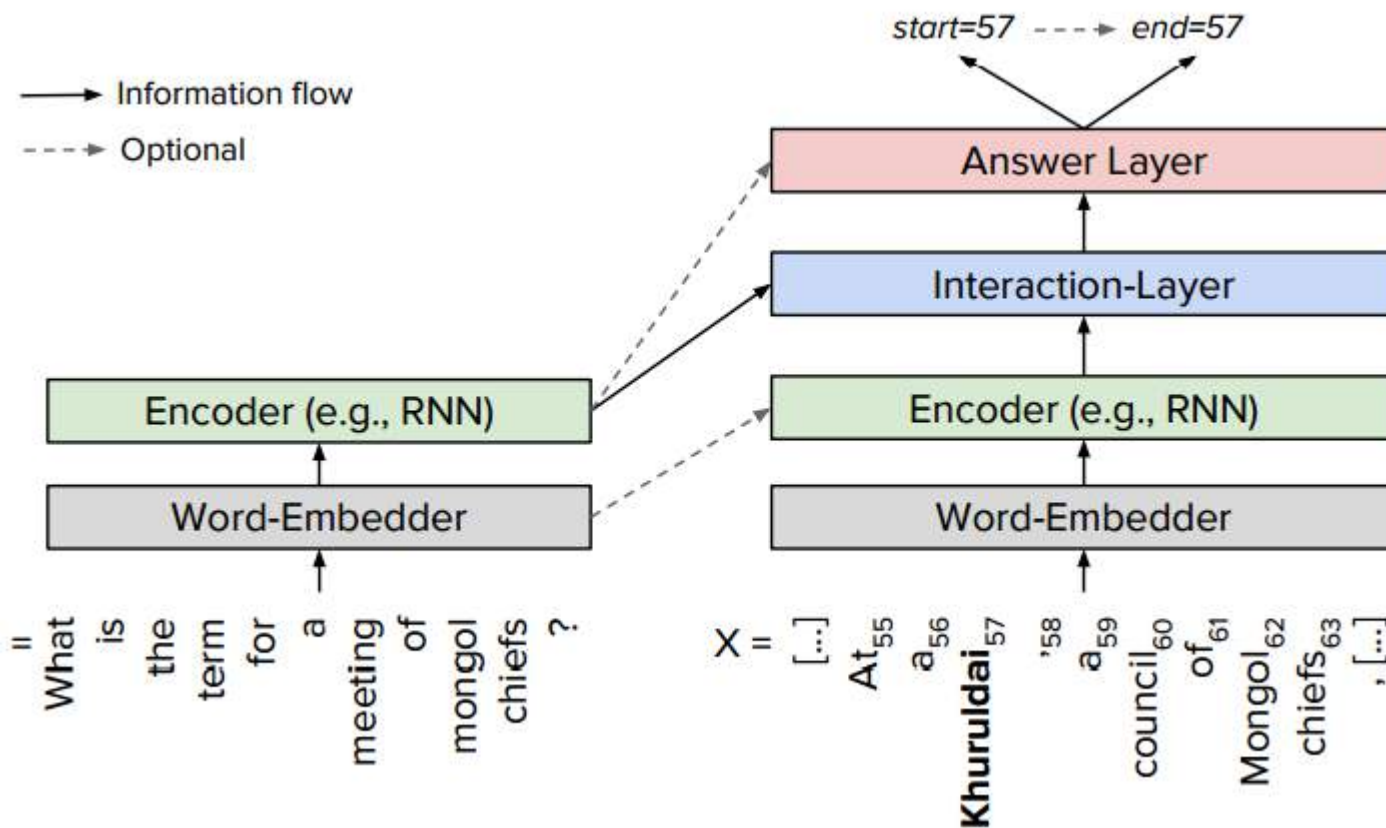 start=57 end=57
Information flow
Optional
Answer Layer
Interaction-Layer
Encoder (e.g., RNN)
Encoder (e.g., RNN)
Word-Embedder
Word-Embedder
= What is the term for a meeting of mongol chiefs ?
X = [...] At55 a56 Khuruldai57 ,58 a59 council60 of61 Mongol62 chiefs63 , [...]